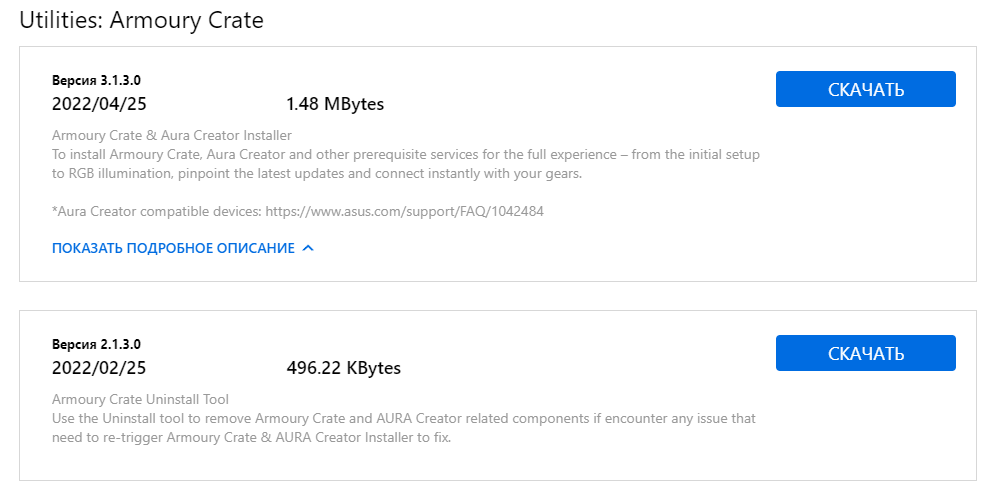 Utilities: Armoury Crate
Версия 3.1.3.0
2022/04/25 1.48 MBytes
СКАЧАТЬ
Armoury Crate & Aura Creator Installer
To install Armoury Crate, Aura Creator and other prerequisite services for the full experience – from the initial setup
to RGB illumination, pinpoint the latest updates and connect instantly with your gears.
*Aura Creator compatible devices: https://www.asus.com/support/FAQ/1042484
ПОКАЗАТЬ ПОДРОБНОЕ ОПИСАНИЕ
Версия 2.1.3.0
2022/02/25 496.22 KBytes
СКАЧАТЬ
Armoury Crate Uninstall Tool
Use the Uninstall tool to remove Armoury Crate and AURA Creator related components if encounter any issue that
need to re-trigger Armoury Crate & AURA Creator Installer to fix.